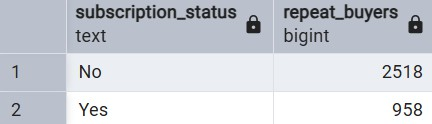 subscription_status repeat_buyers
text bigint
1 No 2518
2 Yes 958